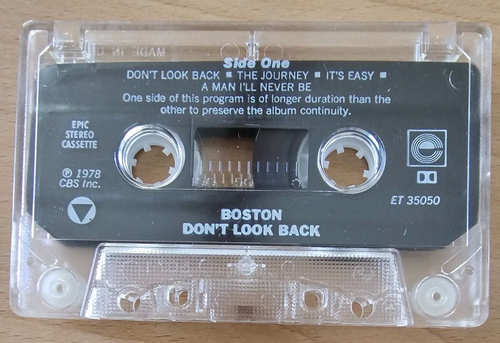 MADE IN U
Side One
DON'T LOOK BACK ■ THE JOURNEY ■ IT'S EASY ■
A MAN I'LL NEVER BE
One side of this program is of longer duration than the
other to preserve the album continuity.
EPIC
STEREO
CASSETTE
℗ 1978
CBS Inc.
ET 35050
BOSTON
DON'T LOOK BACK